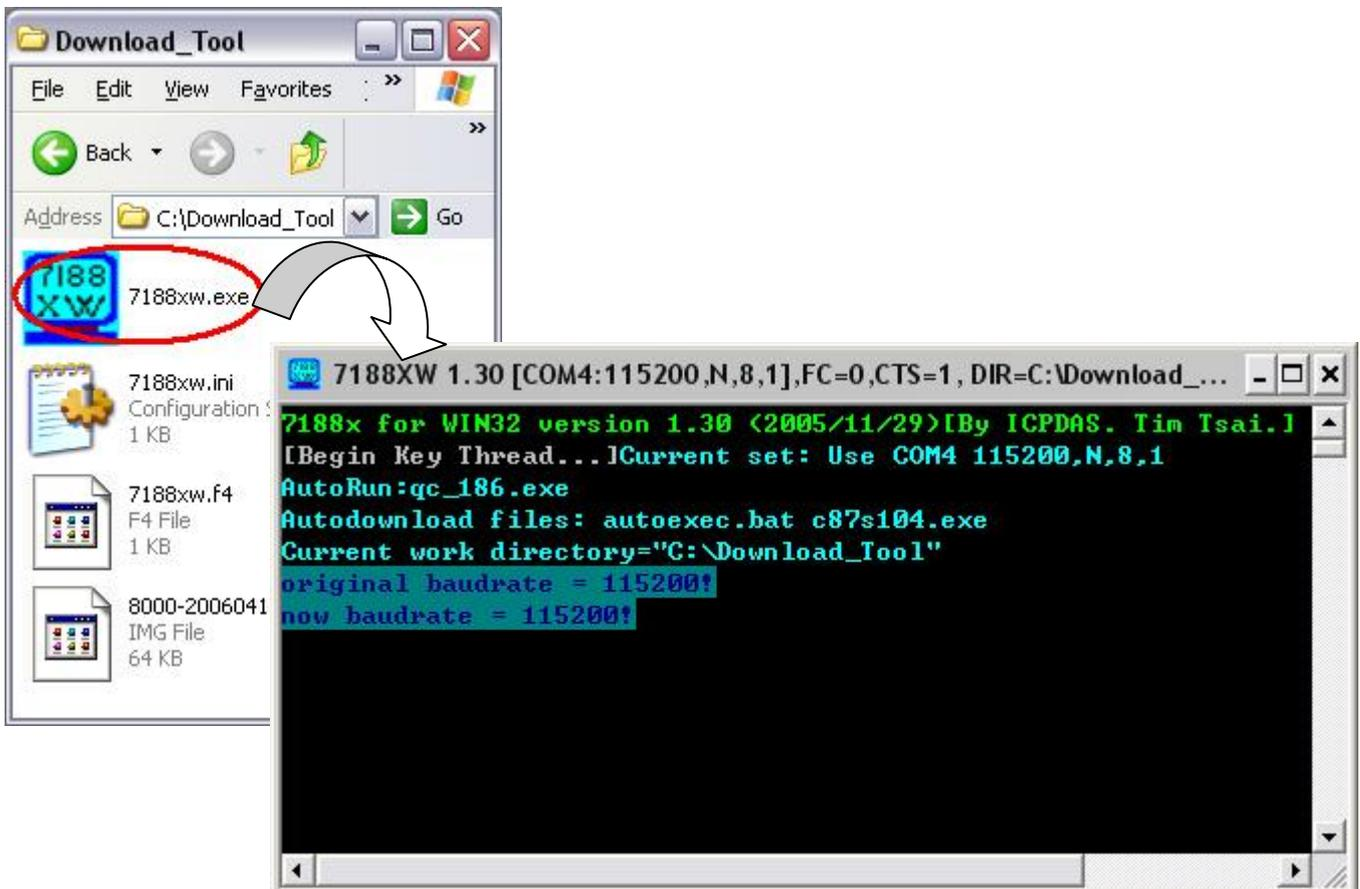 Download_Tool
File Edit View Favorites »
Back »
Address C:\Download_Tool Go
7188
XW
7188xw.exe
7188xw.ini
Configuration S
1 KB
7188xw.f4
F4 File
1 KB
8000-2006041
IMG File
64 KB
7188XW 1.30 [COM4:115200,N,8,1],FC=0,CTS=1, DIR=C:\Download_...
7188x for WIN32 version 1.30 (2005/11/29)[By ICPDAS. Tim Tsai.]
[Begin Key Thread...]Current set: Use COM4 115200,N,8,1
AutoRun:qc_186.exe
Autodownload files: autoexec.bat c87s104.exe
Current work directory="C:\Download_Tool"
original baudrate = 115200!
now baudrate = 115200!